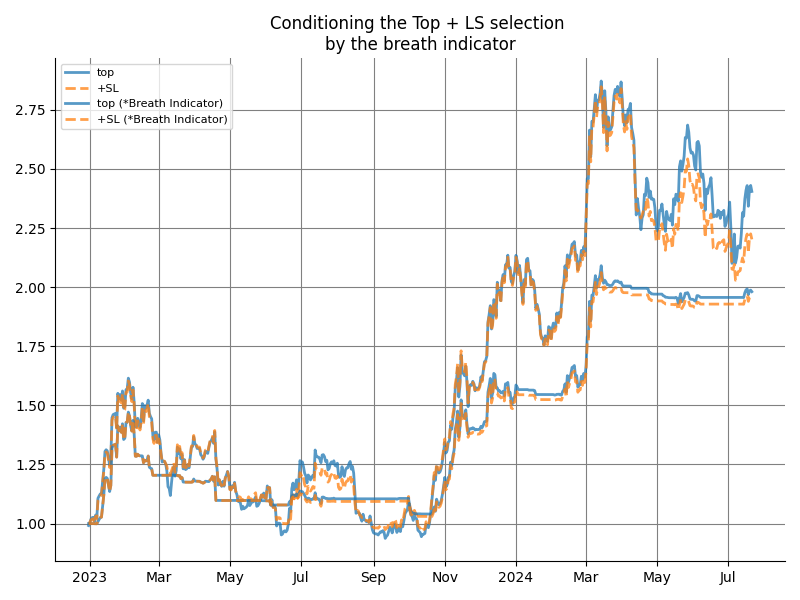 Conditioning the Top + LS selection
by the breath indicator
top
+SL
top (*Breath Indicator)
+SL (*Breath Indicator)
2.75
2.50
2.25
2.00
1.75
1.50
1.25
1.00
2023 Mar May Jul Sep Nov 2024 Mar May Jul